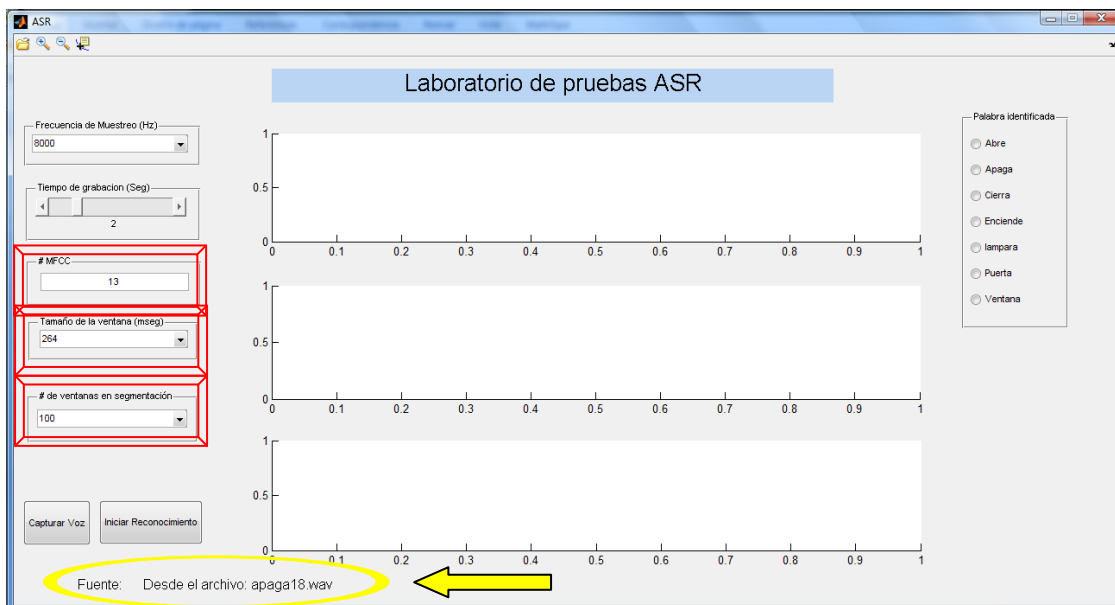 ASR
Laboratorio de pruebas ASR
Frecuencia de Muestreo (Hz)
8000
Tiempo de grabacion (Seg)
2
# MFCC
13
Tamaño de la ventana (mseg)
264
# de ventanas en segmentación
100
Capturar Voz
Iniciar Reconocimiento
Fuente: Desde el archivo: apaga18.wav
1
0.5
0
0 0.1 0.2 0.3 0.4 0.5 0.6 0.7 0.8 0.9 1
1
0.5
0
0 0.1 0.2 0.3 0.4 0.5 0.6 0.7 0.8 0.9 1
1
0.5
0
0 0.1 0.2 0.3 0.4 0.5 0.6 0.7 0.8 0.9 1
Palabra identificada
Abre
Apaga
Cierra
Enciende
lampara
Puerta
Ventana